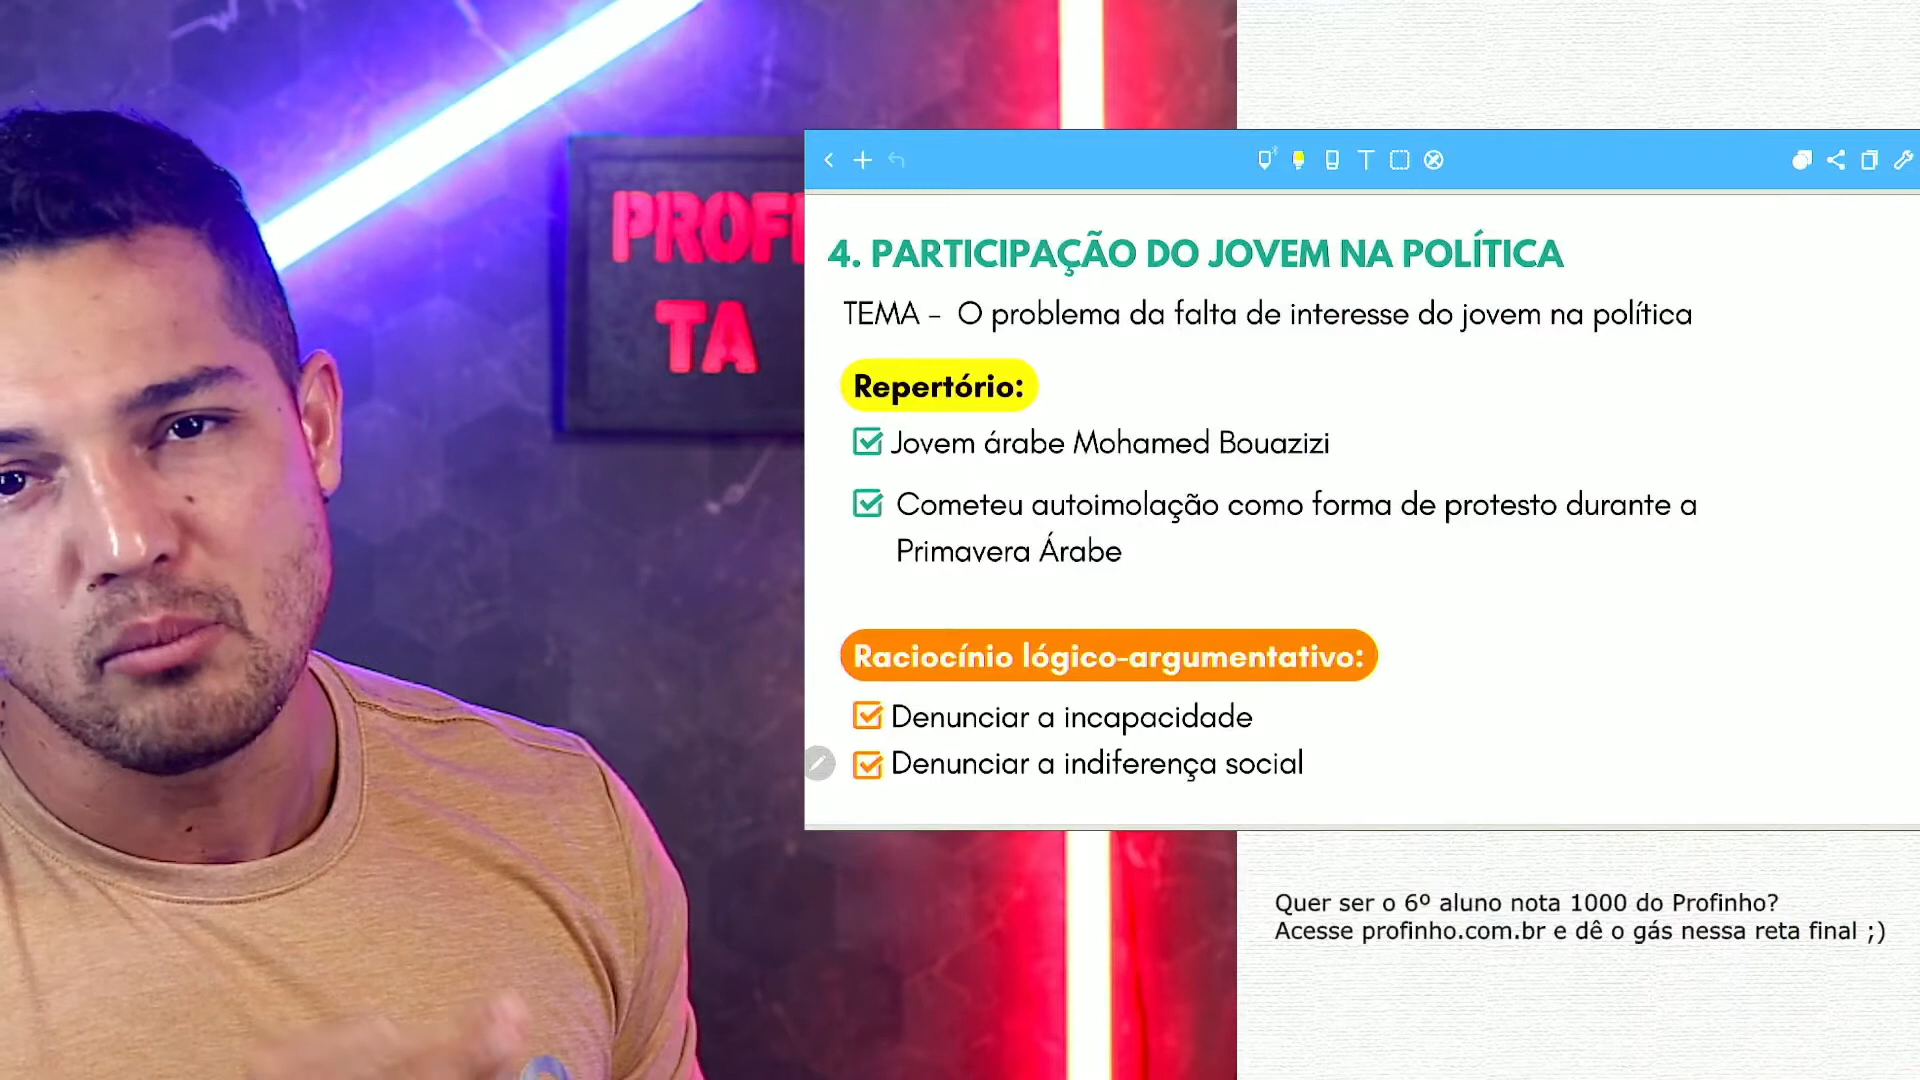 PROFI
TA
4. PARTICIPAÇÃO DO JOVEM NA POLÍTICA
TEMA - O problema da falta de interesse do jovem na política
Repertório:
Jovem árabe Mohamed Bouazizi
Cometeu autoimolação como forma de protesto durante a
Primavera Árabe
Raciocínio lógico-argumentativo:
Denunciar a incapacidade
Denunciar a indiferença social
Quer ser o 6º aluno nota 1000 do Profinho?
Acesse profinho.com.br e dê o gás nessa reta final ;)